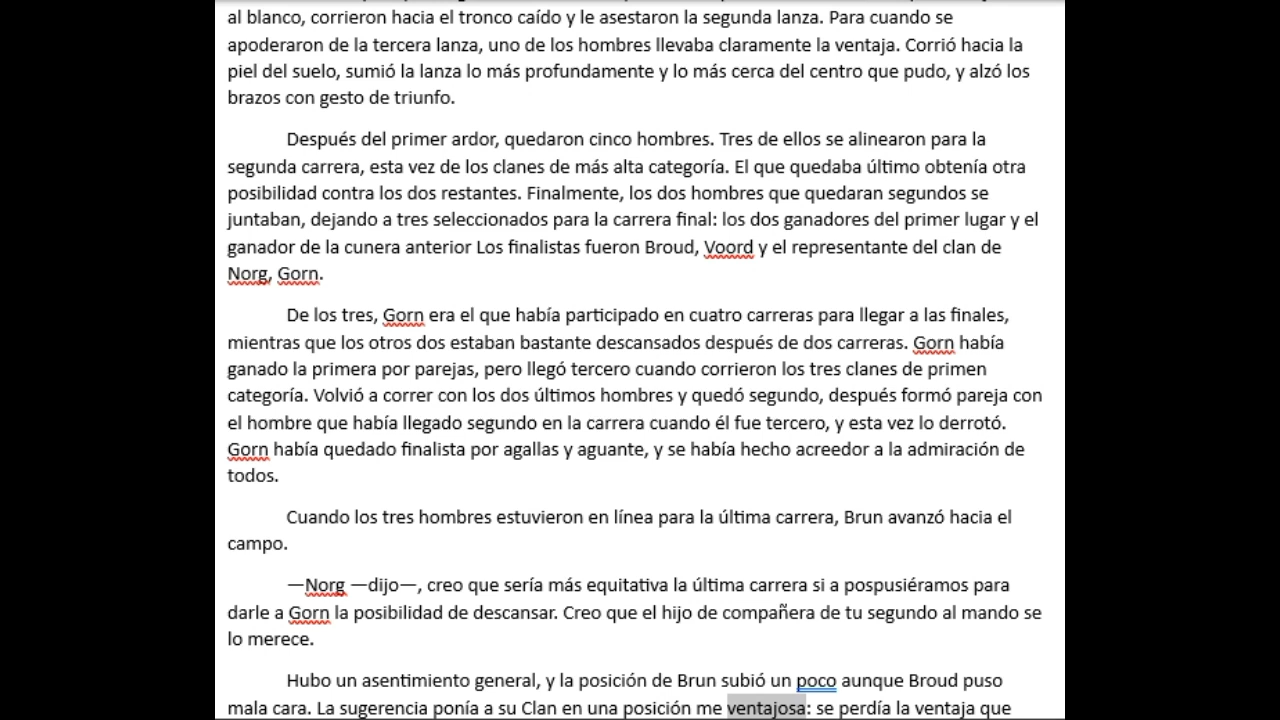 al blanco, corrieron hacia el tronco caído y le asestaron la segunda lanza. Para cuando se
apoderaron de la tercera lanza, uno de los hombres llevaba claramente la ventaja. Corrió hacia la
piel del suelo, sumió la lanza lo más profundamente y lo más cerca del centro que pudo, y alzó los
brazos con gesto de triunfo.
Después del primer ardor, quedaron cinco hombres. Tres de ellos se alinearon para la
segunda carrera, esta vez de los clanes de más alta categoría. El que quedaba último obtenía otra
posibilidad contra los dos restantes. Finalmente, los dos hombres que quedaran segundos se
juntaban, dejando a tres seleccionados para la carrera final: los dos ganadores del primer lugar y el
ganador de la cunera anterior Los finalistas fueron Broud, Voord y el representante del clan de
Norg, Gorn.
De los tres, Gorn era el que había participado en cuatro carreras para llegar a las finales,
mientras que los otros dos estaban bastante descansados después de dos carreras. Gorn había
ganado la primera por parejas, pero llegó tercero cuando corrieron los tres clanes de primen
categoría. Volvió a correr con los dos últimos hombres y quedó segundo, después formó pareja con
el hombre que había llegado segundo en la carrera cuando él fue tercero, y esta vez lo derrotó.
Gorn había quedado finalista por agallas y aguante, y se había hecho acreedor a la admiración de
todos.
Cuando los tres hombres estuvieron en línea para la última carrera, Brun avanzó hacia el
campo.
—Norg —dijo—, creo que sería más equitativa la última carrera si a pospusiéramos para
darle a Gorn la posibilidad de descansar. Creo que el hijo de compañera de tu segundo al mando se
lo merece.
Hubo un asentimiento general, y la posición de Brun subió un poco aunque Broud puso
mala cara. La sugerencia ponía a su Clan en una posición me ventajosa: se perdía la ventaja que